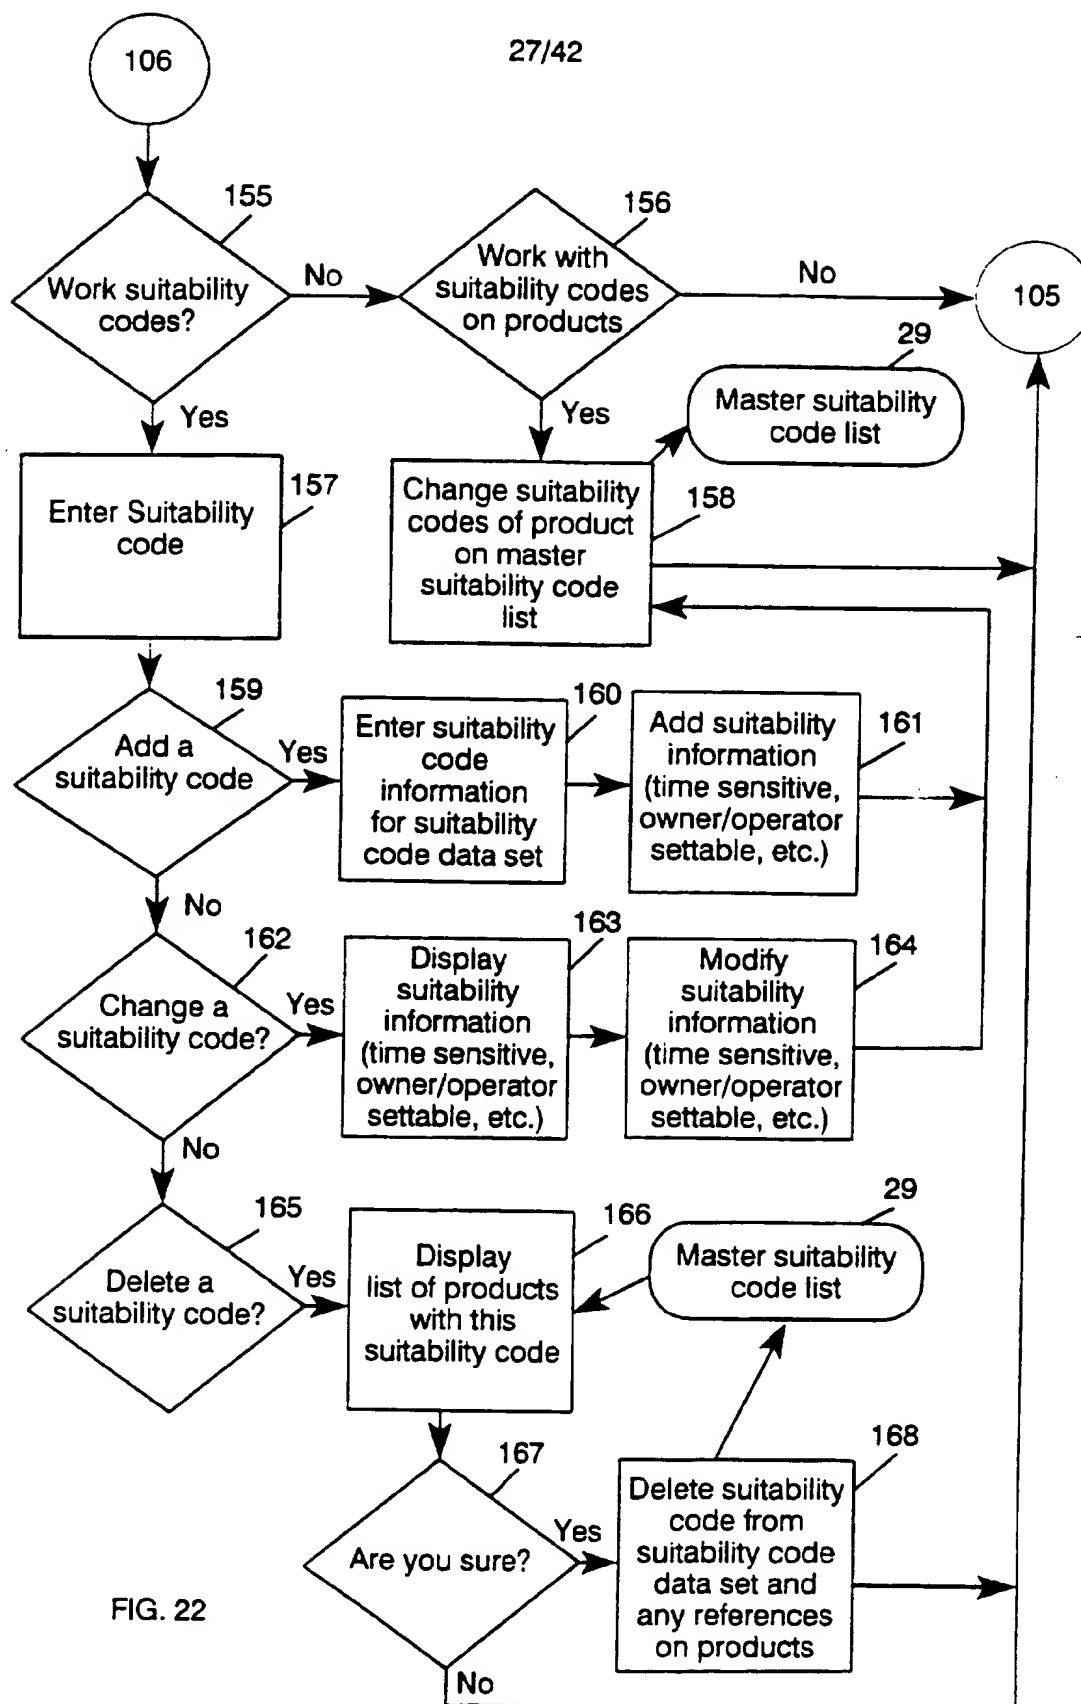 27/42
106
155
156
Work suitability
codes?
No
Work with
suitability codes
on products
No
105
29
Master suitability
code list
Yes
Yes
Enter Suitability
code
157
Change suitability
codes of product
on master
suitability code
list
158
159
Add a
suitability code
Yes
160
Enter suitability
code
information
for suitability
code data set
161
Add suitability
information
(time sensitive,
owner/operator
settable, etc.)
No
162
Change a
suitability code?
Yes
163
Display
suitability
information
(time sensitive,
owner/operator
settable, etc.)
164
Modify
suitability
information
(time sensitive,
owner/operator
settable, etc.)
No
165
Delete a
suitability code?
Yes
166
Display
list of products
with this
suitability code
29
Master suitability
code list
167
Are you sure?
Yes
168
Delete suitability
code from
suitability code
data set and
any references
on products
No
FIG. 22